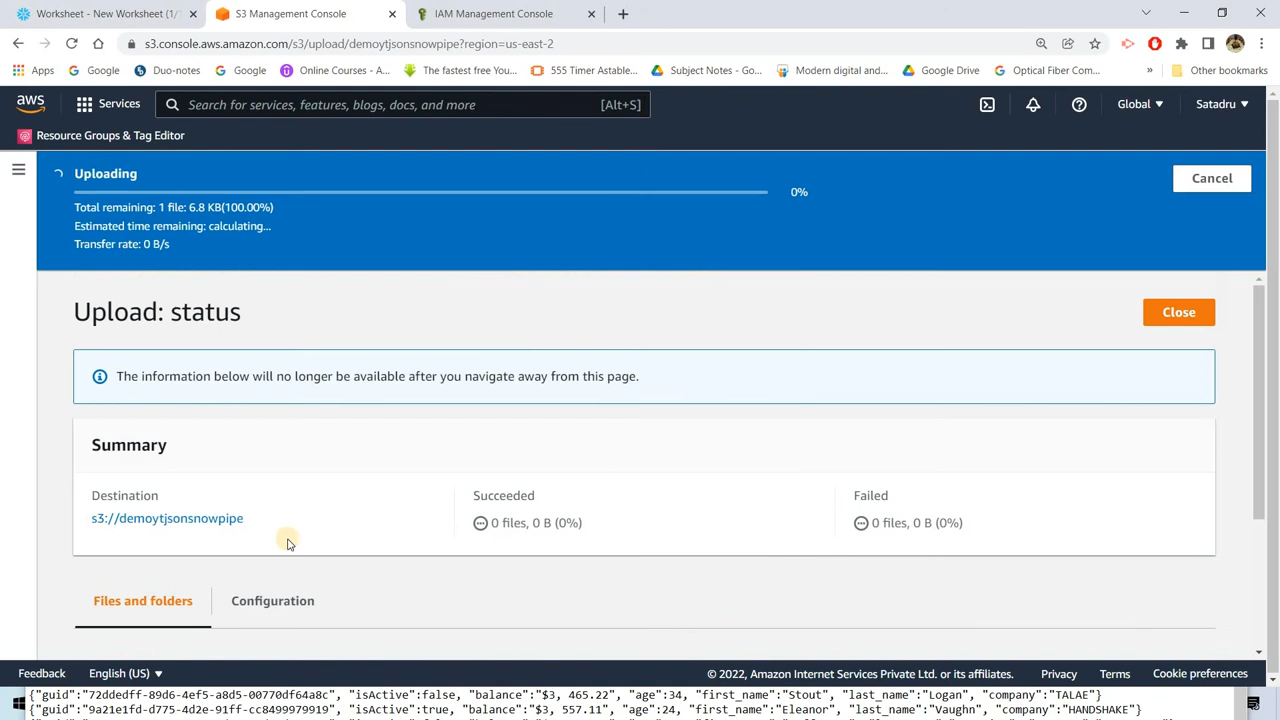 Worksheet - New Worksheet (1/
S3 Management Console
IAM Management Console
s3.console.aws.amazon.com/s3/upload/demoytjsonsnowpipe?region=us-east-2
Apps
Google
Duo-notes
Google
Online Courses - A...
The fastest free You...
555 Timer Astable...
Subject Notes - Go...
Modern digital and...
Google Drive
Optical Fiber Com...
»
Other bookmarks
aws
Services
Search for services, features, blogs, docs, and more
[Alt+S]
Global
Satadru
Resource Groups & Tag Editor
Uploading
0%
Cancel
Total remaining: 1 file: 6.8 KB(100.00%)
Estimated time remaining: calculating...
Transfer rate: 0 B/s
Upload: status
Close
The information below will no longer be available after you navigate away from this page.
Summary
Destination
Succeeded
Failed
s3://demoytjsonsnowpipe
0 files, 0 B (0%)
0 files, 0 B (0%)
Files and folders
Configuration
Feedback
English (US)
© 2022, Amazon Internet Services Private Ltd. or its affiliates.
Privacy
Terms
Cookie preferences
{"guid":"72ddedff-89d6-4ef5-a8d5-00770df64a8c", "isActive":false, "balance":"$3, 465.22", "age":34, "first_name":"Stout", "last_name":"Logan", "company":"TALAE"}
{"guid":"9a21e1fd-d775-4d2e-91ff-cc8499979919", "isActive":true, "balance":"$3, 557.11", "age":24, "first_name":"Eleanor", "last_name":"Vaughn", "company":"HANDSHAKE"}